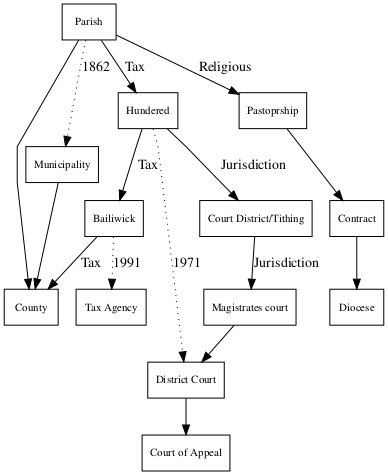 Parish
1862
Tax
Religious
Hundered
Pastoprship
Municipality
Tax
Jurisdiction
Bailiwick
Court District/Tithing
Contract
Tax
1991
1971
Jurisdiction
County
Tax Agency
Magistrates court
Diocese
District Court
Court of Appeal